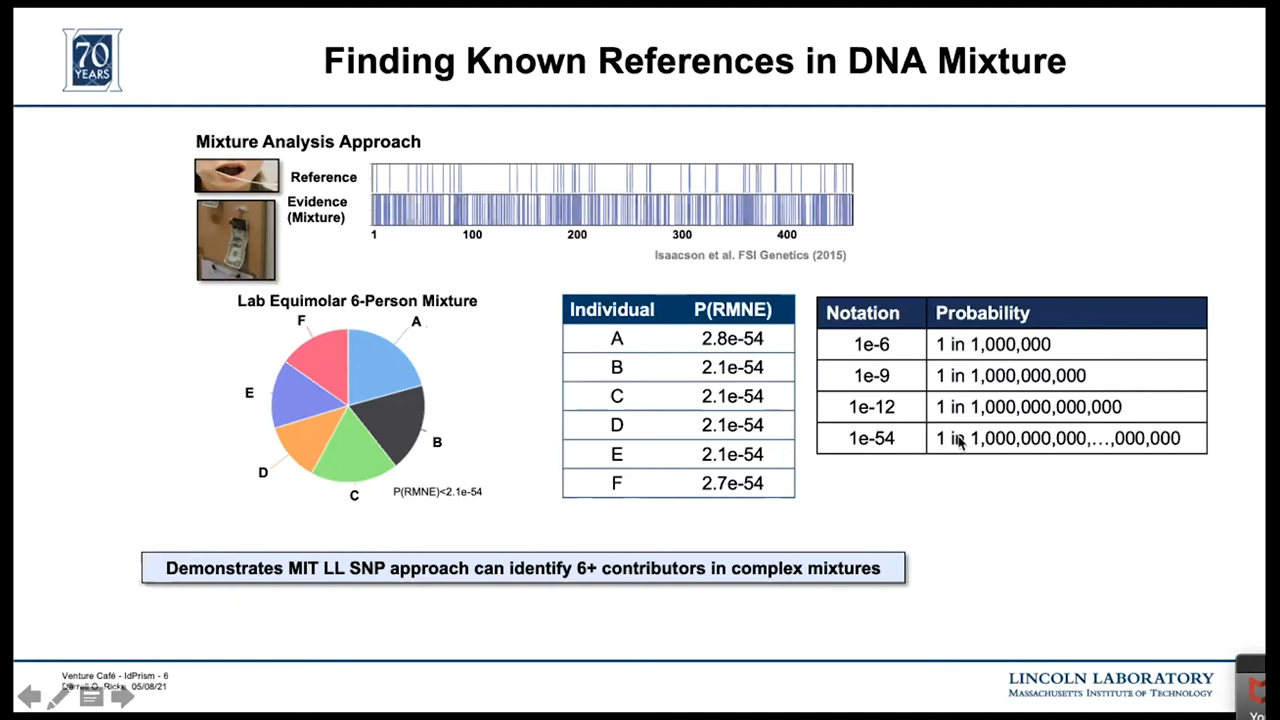 70
YEARS
Finding Known References in DNA Mixture
Mixture Analysis Approach
Reference
Evidence
(Mixture)
1 100 200 300 400
Isaacson et al. FSI Genetics (2015)
Lab Equimolar 6-Person Mixture
F A
E
B
D
C
P(RMNE)<2.1e-54
Individual P(RMNE)
A 2.8e-54
B 2.1e-54
C 2.1e-54
D 2.1e-54
E 2.1e-54
F 2.7e-54
Notation Probability
1e-6 1 in 1,000,000
1e-9 1 in 1,000,000,000
1e-12 1 in 1,000,000,000,000
1e-54 1 in 1,000,000,000,…,000,000
Demonstrates MIT LL SNP approach can identify 6+ contributors in complex mixtures
Venture Café - IdPrism - 6
Darrell O. Ricke 05/08/21
LINCOLN LABORATORY
MASSACHUSETTS INSTITUTE OF TECHNOLOGY